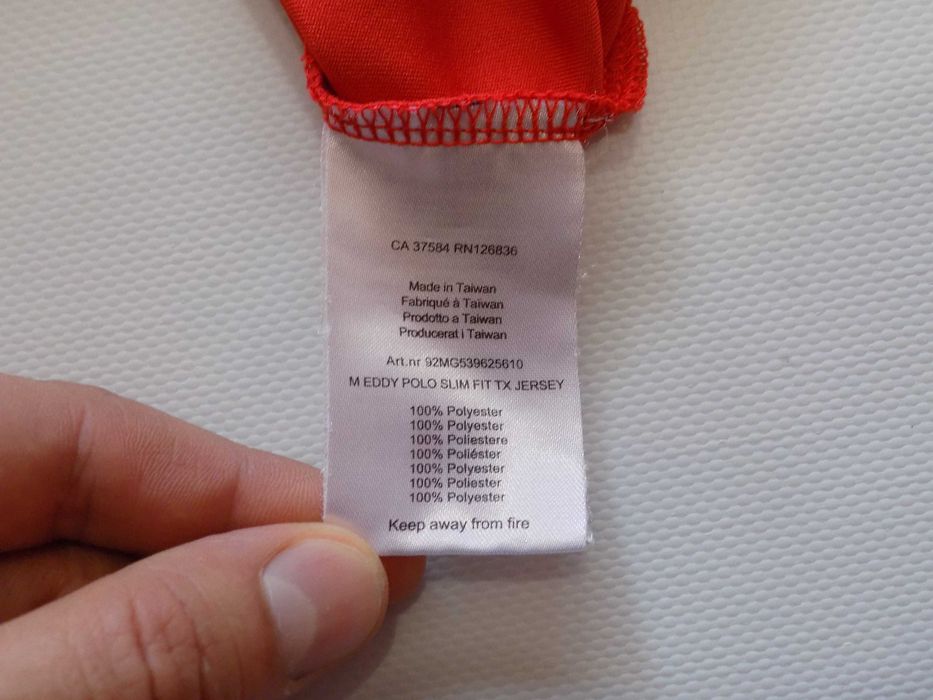 CA 37584 RN126836
Made in Taiwan
Fabriqué à Taiwan
Prodotto a Taiwan
Producerat i Taiwan
Art.nr 92MG539625610
M EDDY POLO SLIM FIT TX JERSEY
100% Polyester
100% Polyester
100% Poliestere
100% Poliéster
100% Polyester
100% Poliester
100% Polyester
Keep away from fire